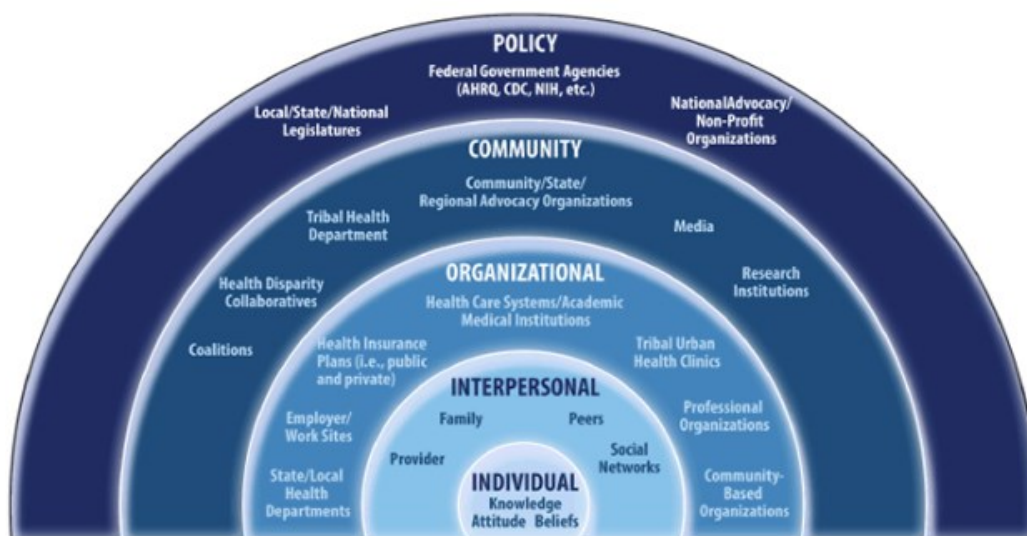 POLICY
Federal Government Agencies
(AHRQ, CDC, NIH, etc.)
Local/State/National
Legislatures
NationalAdvocacy/
Non-Profit
Organizations
COMMUNITY
Community/State/
Regional Advocacy Organizations
Tribal Health
Department
Media
Health Disparity
Collaboratives
Research
Institutions
Coalitions
ORGANIZATIONAL
Health Care Systems/Academic
Medical Institutions
Health Insurance
Plans (i.e., public
and private)
Tribal Urban
Health Clinics
Employer/
Work Sites
Professional
Organizations
State/Local
Health
Departments
Community-
Based
Organizations
INTERPERSONAL
Family
Peers
Provider
Social
Networks
INDIVIDUAL
Knowledge
Attitude Beliefs